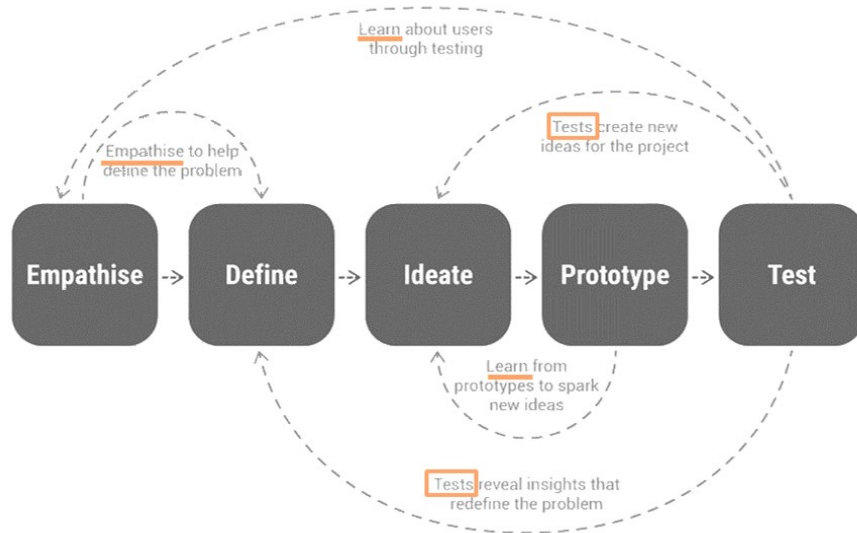 Learn about users
through testing
Tests create new
ideas for the project
Empathise to help
define the problem
Empathise
Define
Ideate
Prototype
Test
Learn from
prototypes to spark
new ideas
Tests reveal insights that
redefine the problem